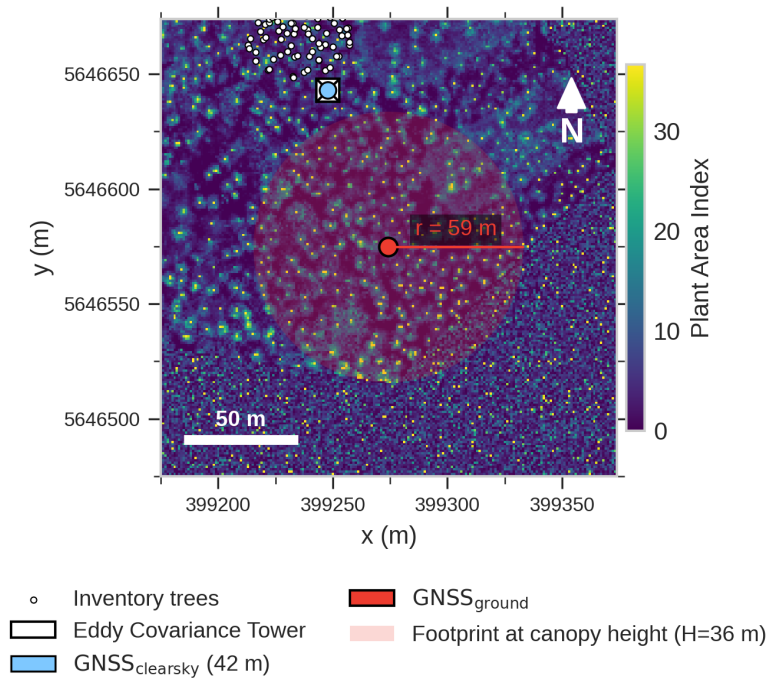 5646650
5646600
5646550
5646500
y (m)
N
r = 59 m
50 m
399200
399250
399300
399350
x (m)
30
20
10
0
Plant Area Index
Inventory trees
Eddy Covariance Tower
GNSSclearsky (42 m)
GNSSground
Footprint at canopy height (H=36 m)